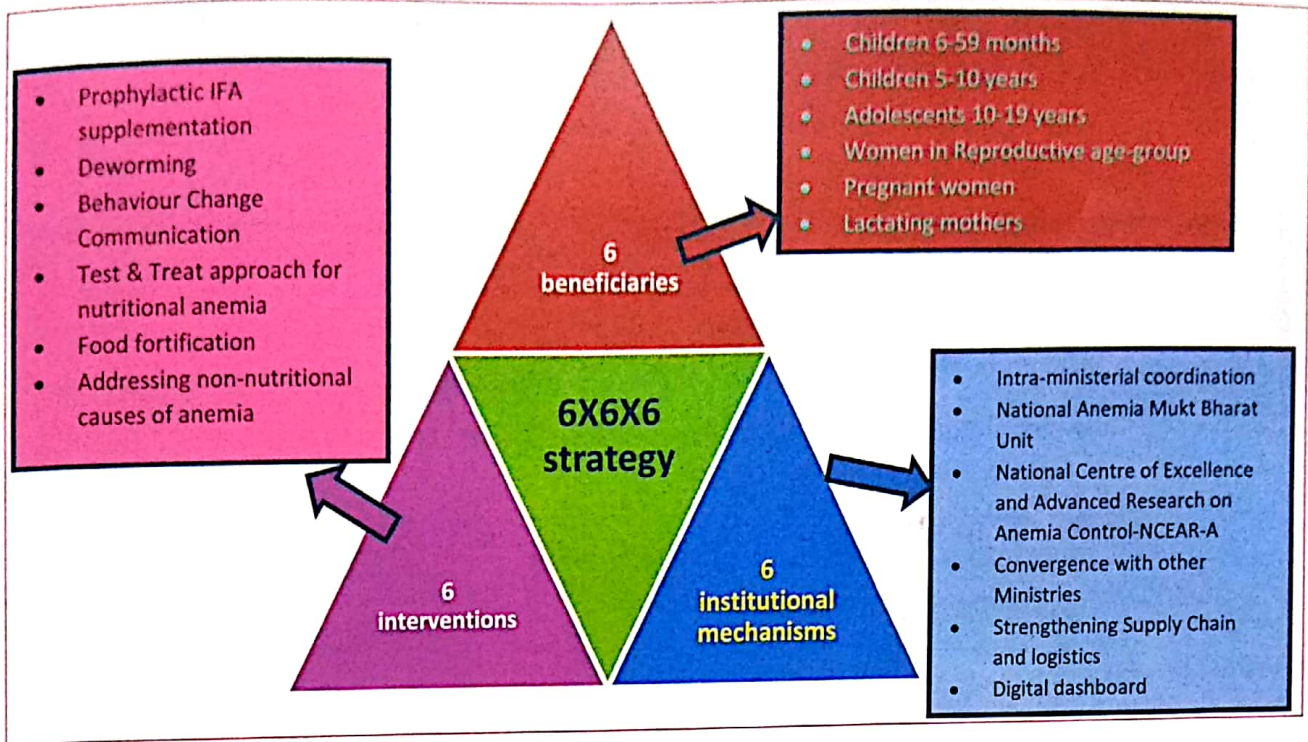 • Prophylactic IFA
supplementation
• Deworming
• Behaviour Change
Communication
• Test & Treat approach for
nutritional anemia
• Food fortification
• Addressing non-nutritional
causes of anemia
• Children 6-59 months
• Children 5-10 years
• Adolescents 10-19 years
• Women in Reproductive age-group
• Pregnant women
• Lactating mothers
6
beneficiaries
6X6X6
strategy
6
interventions
6
institutional
mechanisms
• Intra-ministerial coordination
• National Anemia Mukt Bharat
Unit
• National Centre of Excellence
and Advanced Research on
Anemia Control-NCEAR-A
• Convergence with other
Ministries
• Strengthening Supply Chain
and logistics
• Digital dashboard